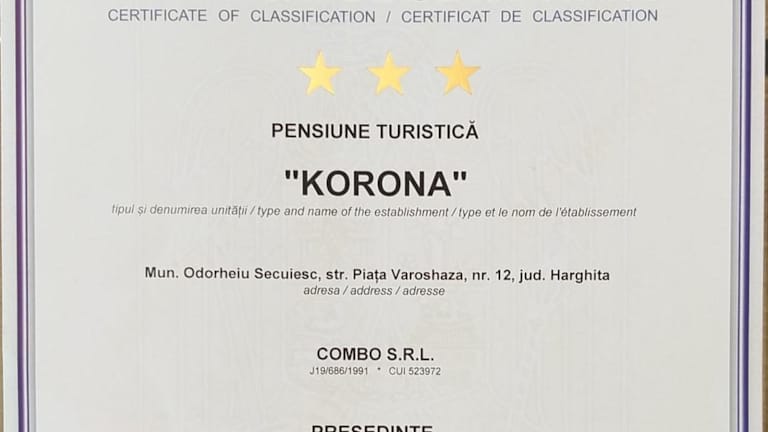 CERTIFICATE OF CLASSIFICATION / CERTIFICAT DE CLASSIFICATION
PENSIUNE TURISTICĂ
"KORONA"
tipul și denumirea unității / type and name of the establishment / type et le nom de l'établissement
Mun. Odorheiu Secuiesc, str. Piața Varoshaza, nr. 12, jud. Harghita
adresa / address / adresse
COMBO S.R.L.
J19/686/1991 * CUI 523972
PREȘEDINTE